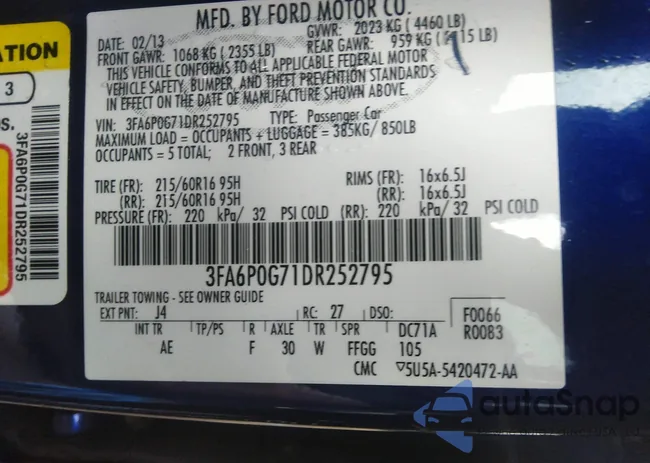 MFD. BY FORD MOTOR CO.
DATE: 02/13 GVWR: 2023 KG (4460 LB)
FRONT GAWR: 1068 KG (2355 LB) REAR GAWR: 959 KG 15 LB)
THIS VEHICLE CONFORMS TO ALL APPLICABLE FEDERAL MOTOR
VEHICLE SAFETY, BUMPER, AND THEFT PREVENTION STANDARDS
IN EFFECT ON THE DATE OF MANUFACTURE SHOWN ABOVE.
VIN: 3FA6P0G71DR252795 TYPE: Passenger Car
MAXIMUM LOAD = OCCUPANTS + LUGGAGE = 385KG/ 850LB
OCCUPANTS = 5 TOTAL; 2 FRONT, 3 REAR
TIRE (FR): 215/60R16 95H RIMS (FR): 16x6.5J
(RR): 215/60R16 95H (RR): 16x6.5J
PRESSURE (FR): 220 kPa/ 32 PSI COLD (RR): 220 kPa/ 32 PSI COLD
3FA6P0G71DR252795
TRAILER TOWING - SEE OWNER GUIDE
EXT PNT: J4 RC: 27 DSO: F0066
INT TR TP/PS R AXLE TR SPR DC71A R0083
AE F 30 W FFGG 105
CMC 5U5A-5420472-AA
ATION
3
3FA6P0G71DR252795
autoSnap